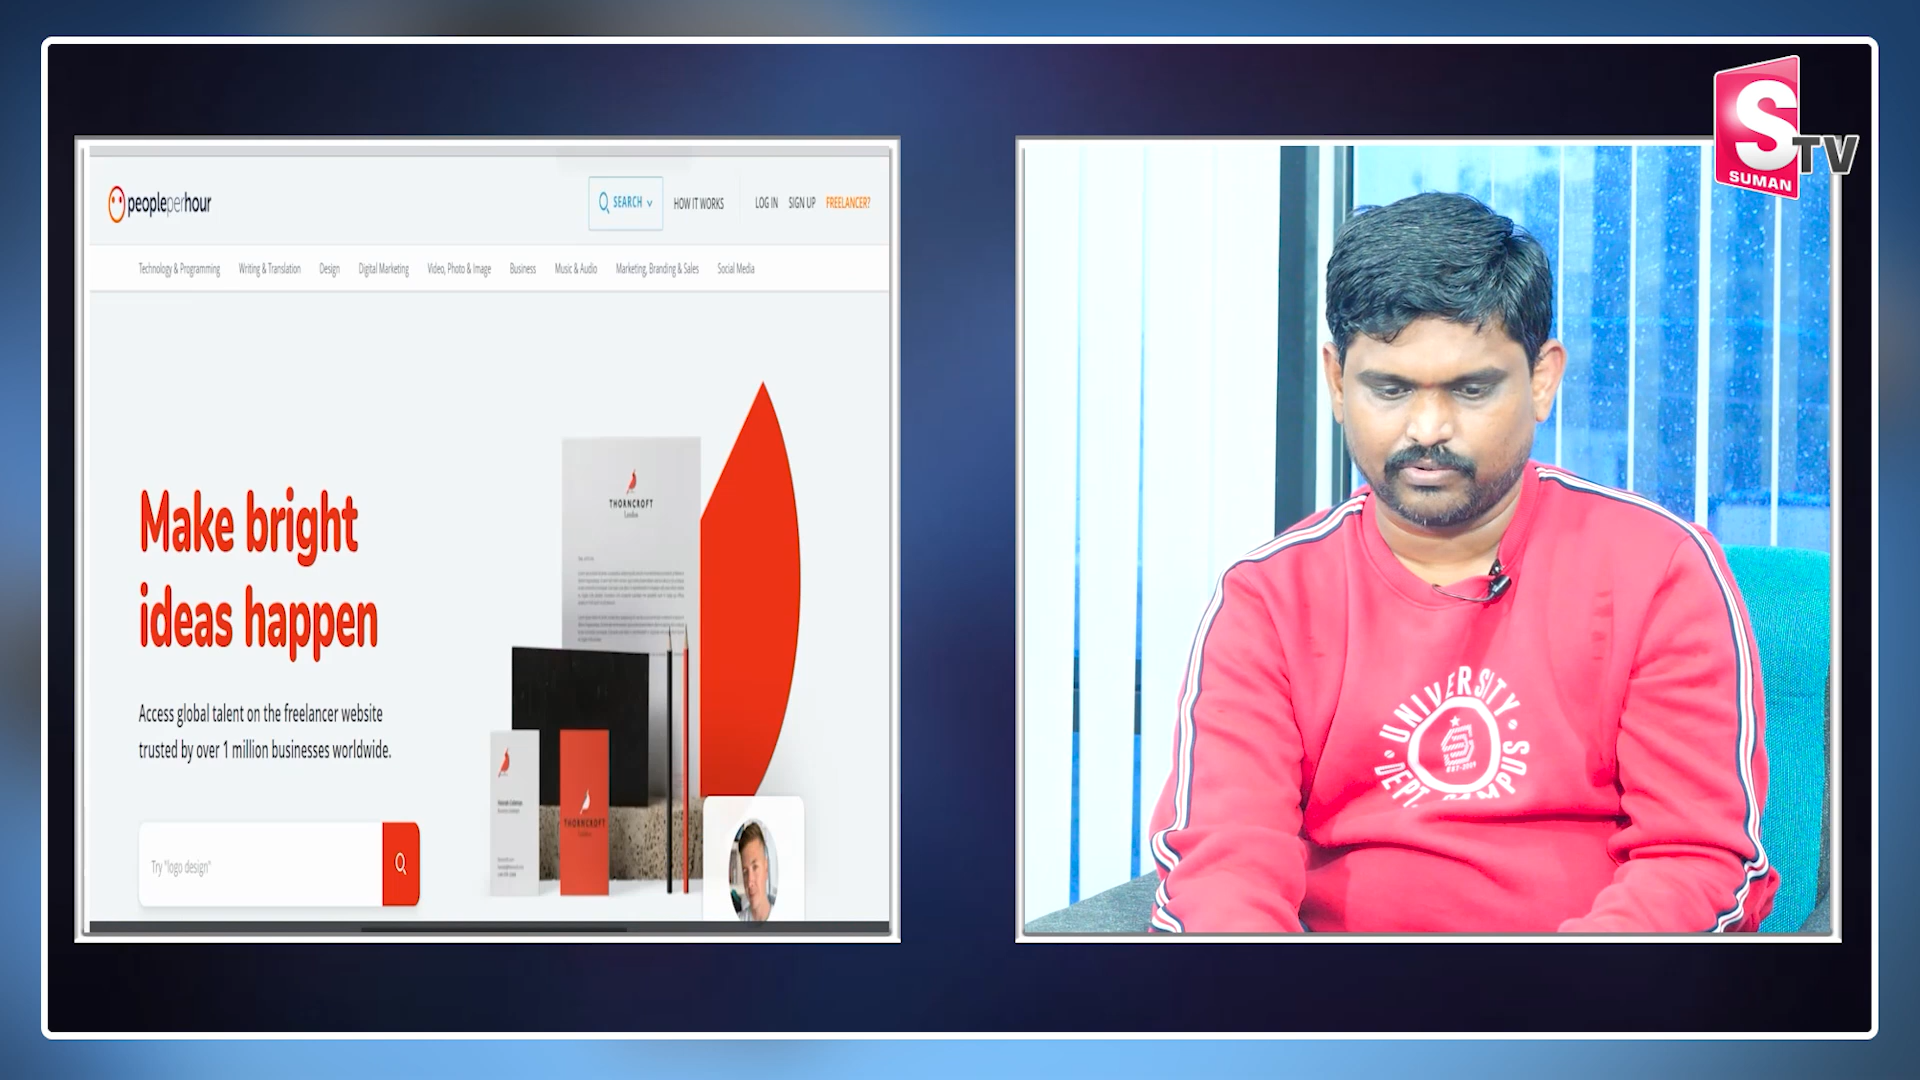 peopleperhour
SEARCH
HOW IT WORKS
LOG IN
SIGN UP
FREELANCER?
Technology & Programming
Writing & Translation
Design
Digital Marketing
Video, Photo & Image
Business
Music & Audio
Marketing, Branding & Sales
Social Media
THORNCROFT
London
Make bright
ideas happen
Access global talent on the freelancer website
trusted by over 1 million businesses worldwide.
Try "logo design"
THORNCROFT
S TV
SUMAN
UNIVERSITY
DEPT. CAMPUS